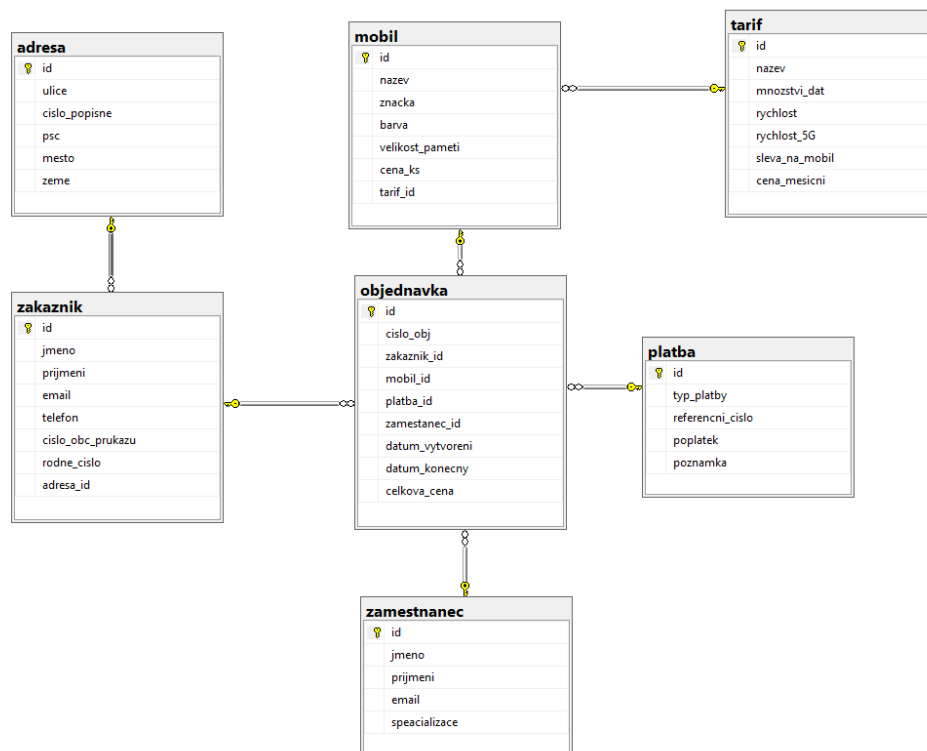 adresa
id
ulice
cislo_popisne
psc
mesto
zeme
mobil
id
nazev
znacka
barva
velikost_pameti
cena_ks
tarif_id
tarif
id
nazev
mnozstvi_dat
rychlost
rychlost_5G
sleva_na_mobil
cena_mesicni
zakaznik
id
jmeno
prijmeni
email
telefon
cislo_obc_prukazu
rodne_cislo
adresa_id
objednavka
id
cislo_obj
zakaznik_id
mobil_id
platba_id
zamestanec_id
datum_vytvoreni
datum_konecny
celkova_cena
platba
id
typ_platby
referencni_cislo
poplatek
poznamka
zamestnanec
id
jmeno
prijmeni
email
speacializace